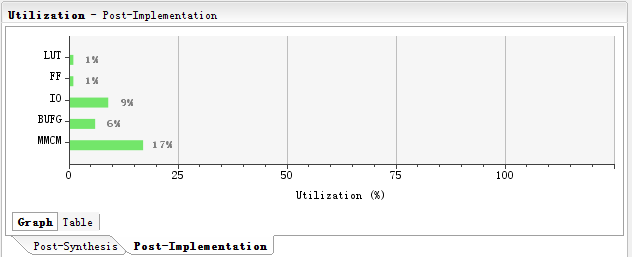 Utilization - Post-Implementation
LUT 1%
FF 1%
IO 9%
BUFG 6%
MMCM 17%
0 25 50 75 100
Utilization (%)
Graph Table
Post-Synthesis Post-Implementation